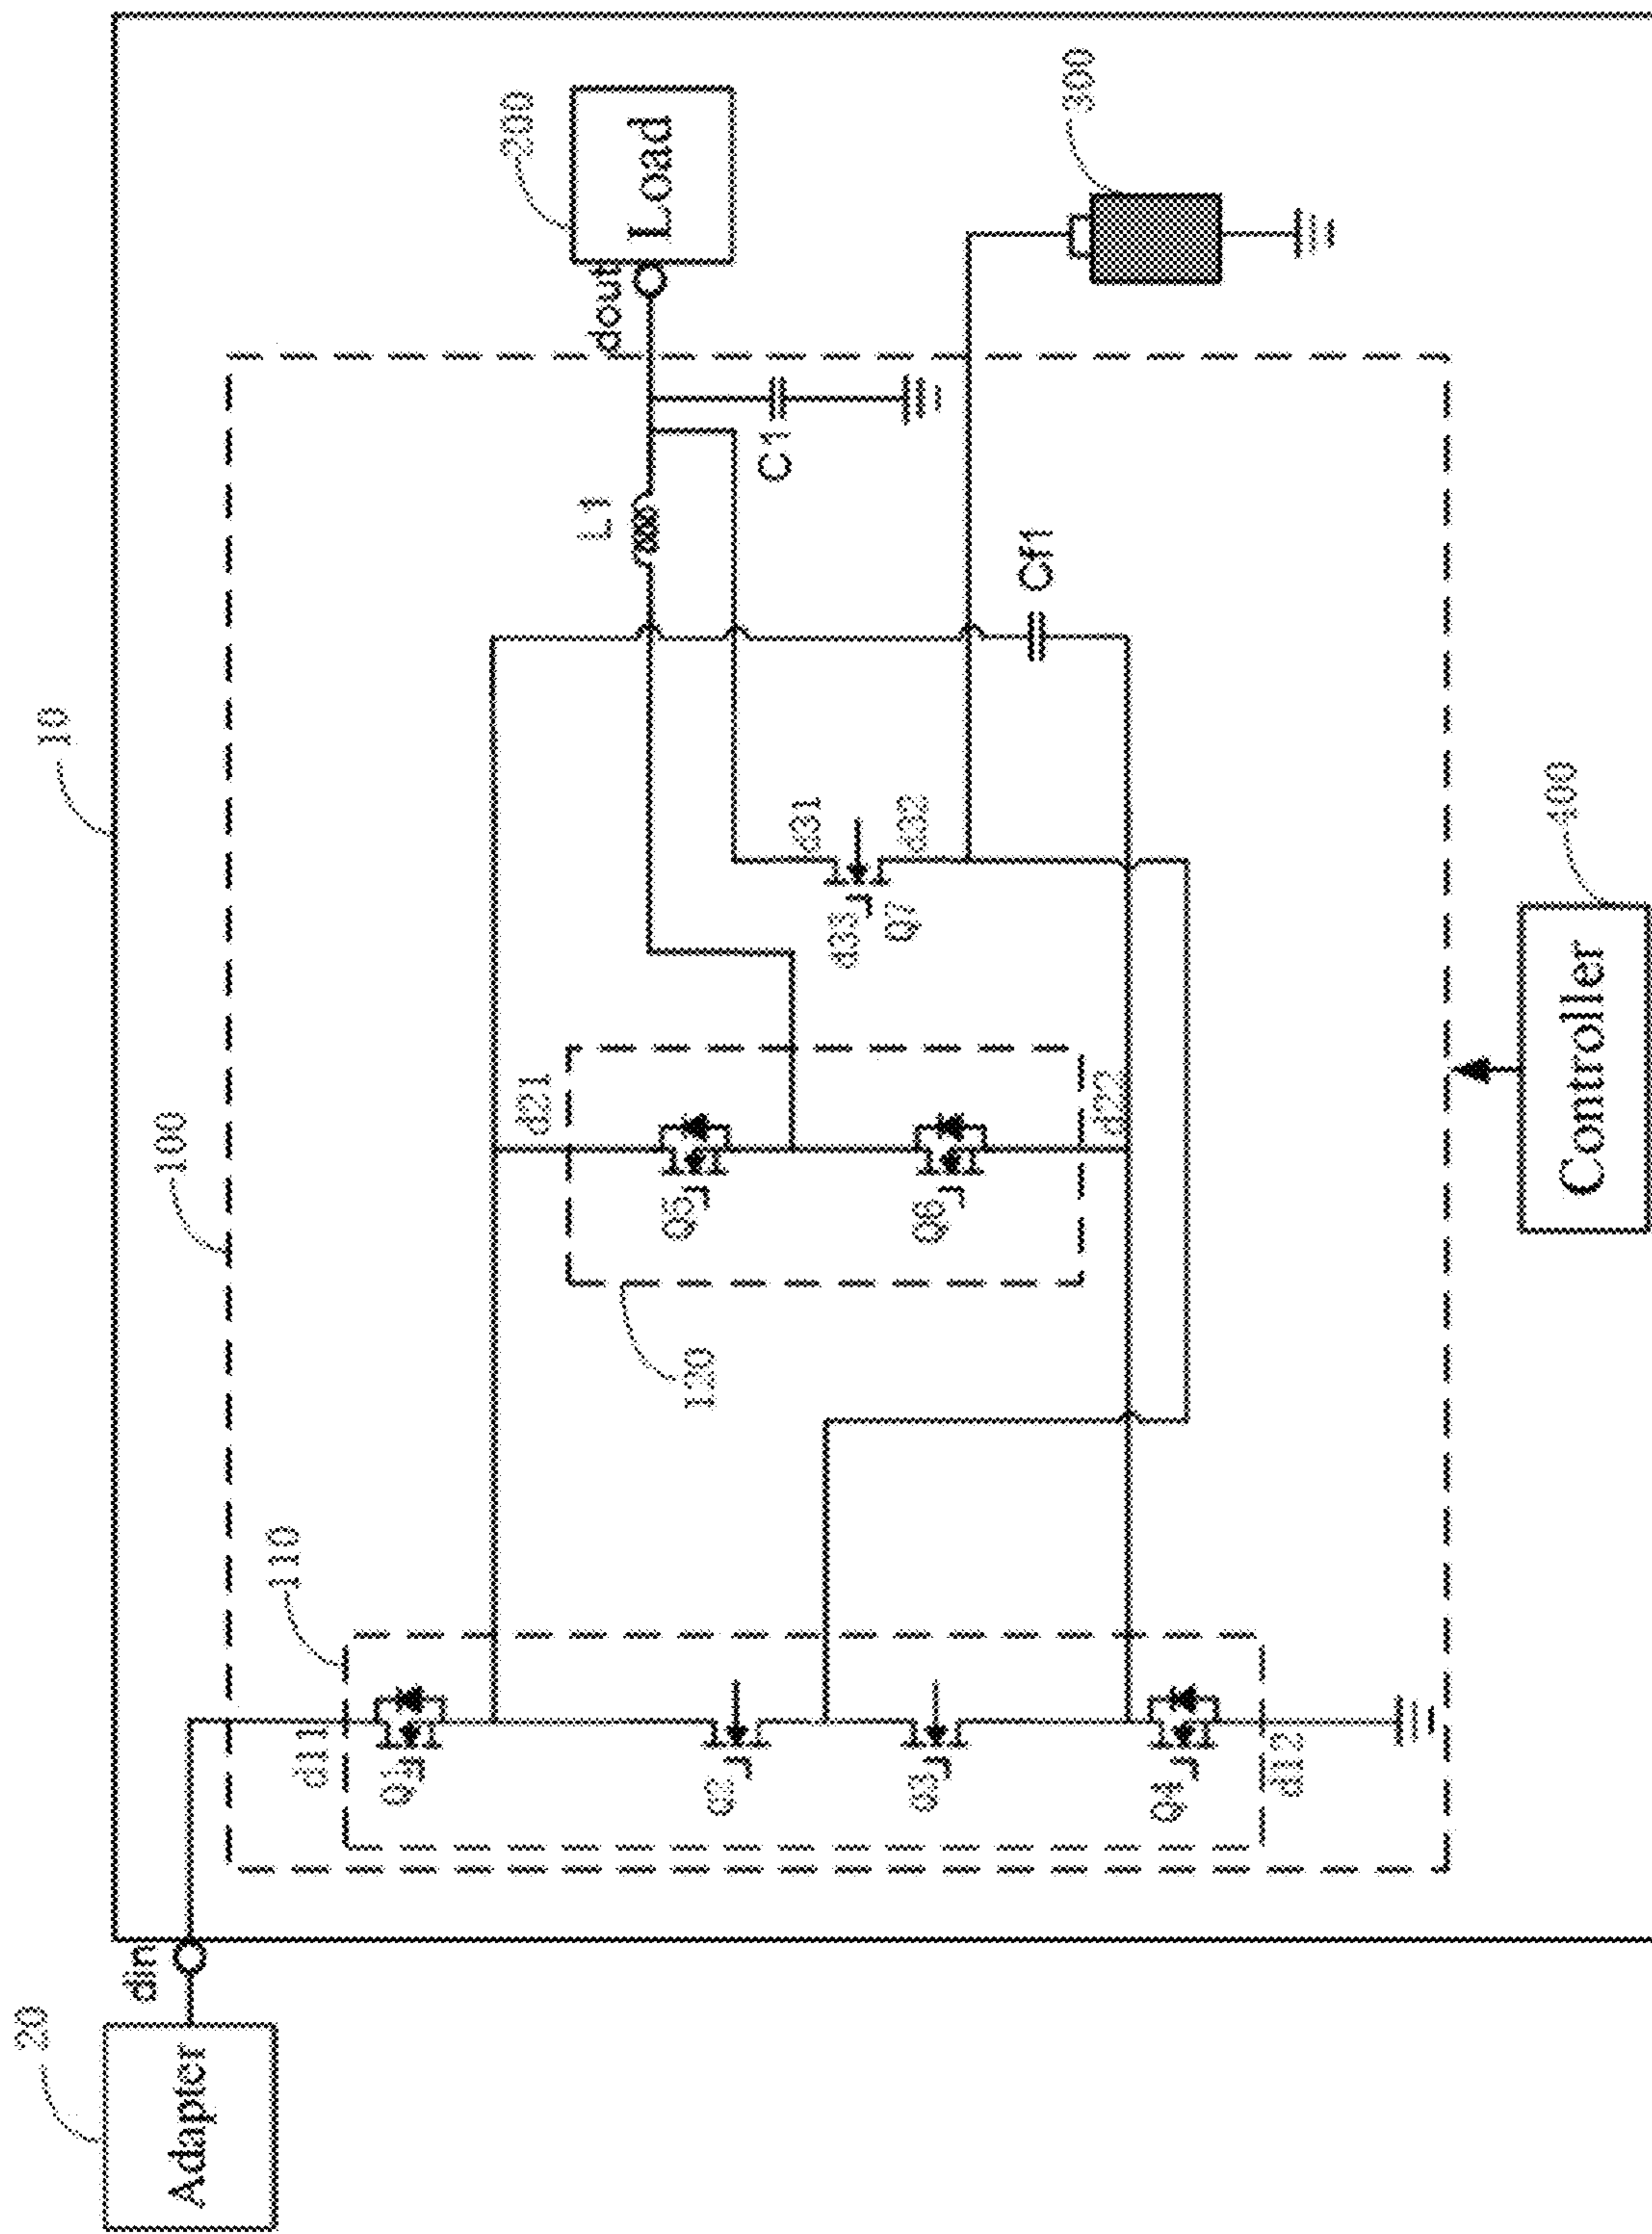 10
100
110
120
200
300
400
20
Adapter
din
d11
Q1
Q2
Q3
Q4
d12
d21
Q5
Q6
d22
d31
d33
Q7
d32
L1
C1
Cf1
dout
Load
Controller